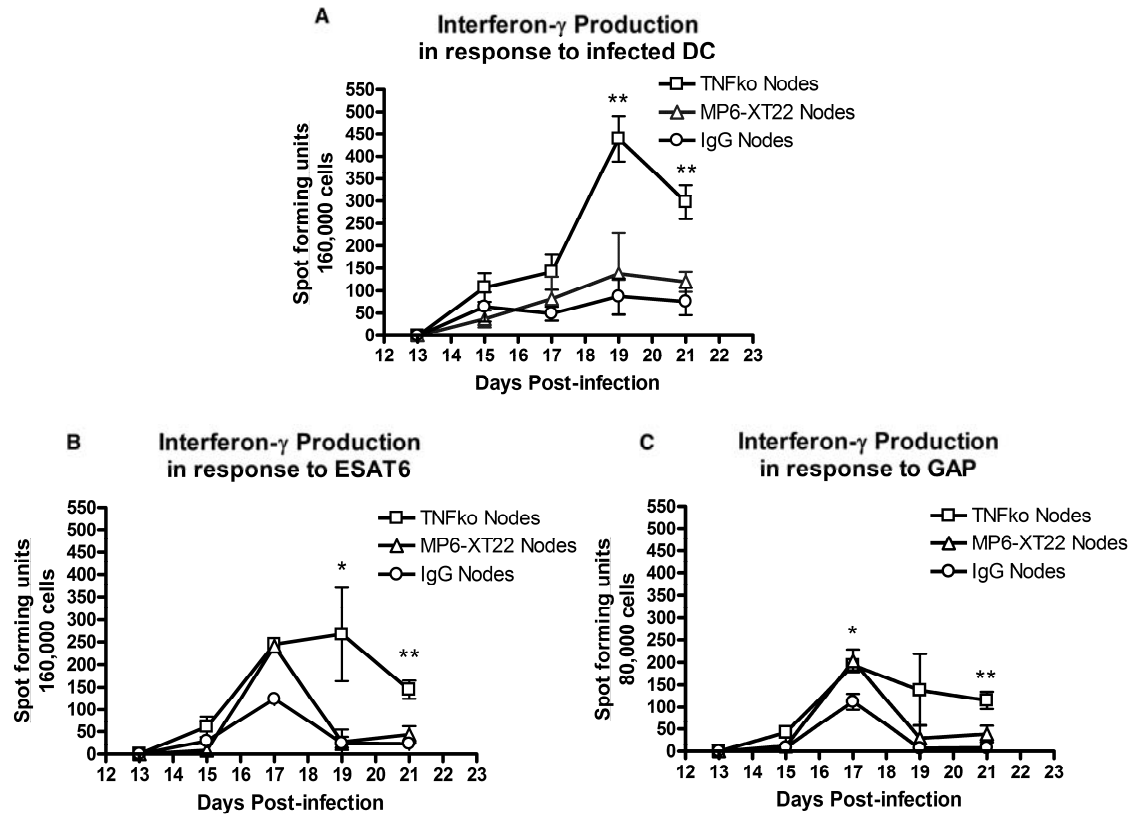 A
Interferon-γ Production
in response to infected DC
TNFko Nodes
MP6-XT22 Nodes
IgG Nodes
**
**
Spot forming units
160,000 cells
550
500
450
400
350
300
250
200
150
100
50
0
12 13 14 15 16 17 18 19 20 21 22 23
Days Post-infection
B
Interferon-γ Production
in response to ESAT6
TNFko Nodes
MP6-XT22 Nodes
IgG Nodes
*
**
Spot forming units
160,000 cells
550
500
450
400
350
300
250
200
150
100
50
0
12 13 14 15 16 17 18 19 20 21 22 23
Days Post-infection
C
Interferon-γ Production
in response to GAP
TNFko Nodes
MP6-XT22 Nodes
IgG Nodes
*
**
Spot forming units
80,000 cells
550
500
450
400
350
300
250
200
150
100
50
0
12 13 14 15 16 17 18 19 20 21 22 23
Days Post-infection